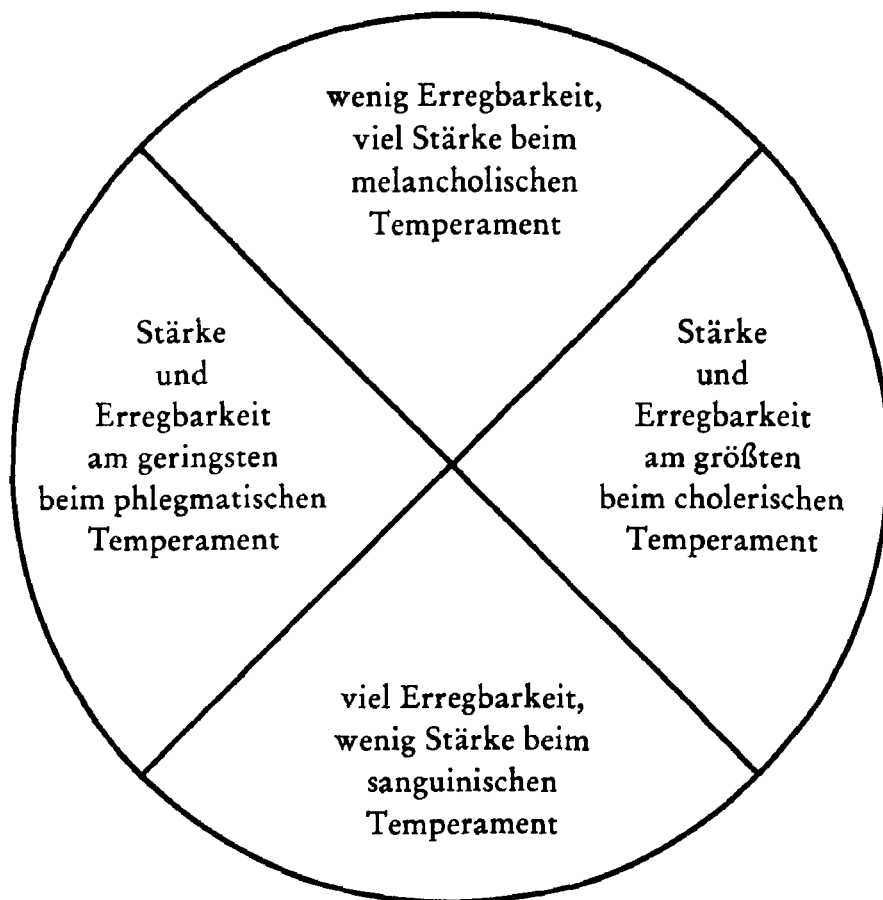 wenig Erregbarkeit,
viel Stärke beim
melancholischen
Temperament
Stärke
und
Erregbarkeit
am geringsten
beim phlegmatischen
Temperament
Stärke
und
Erregbarkeit
am größten
beim cholerischen
Temperament
viel Erregbarkeit,
wenig Stärke beim
sanguinischen
Temperament